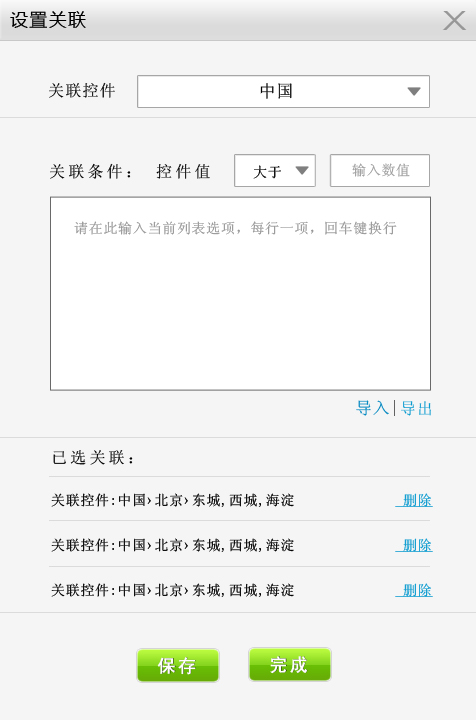 设置关联
关联控件 中国
关联条件： 控件值 大于 输入数值
请在此输入当前列表选项，每行一项，回车键换行
导入|导出
已选关联：
关联控件:中国›北京›东城,西城,海淀 删除
关联控件:中国›北京›东城,西城,海淀 删除
关联控件:中国›北京›东城,西城,海淀 删除
保存 完成